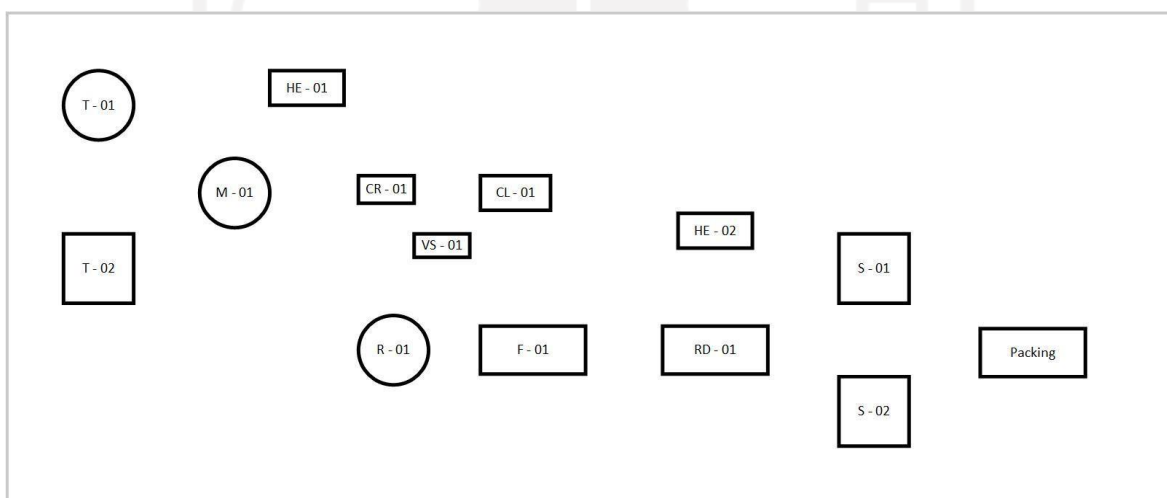 T - 01
HE - 01
M - 01
CR - 01
CL - 01
HE - 02
VS - 01
T - 02
S - 01
R - 01
F - 01
RD - 01
Packing
S - 02